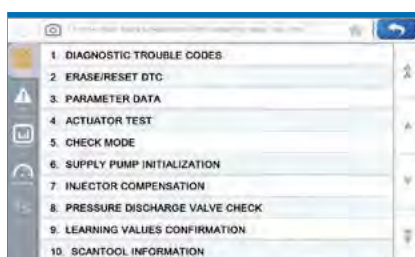 1. DIAGNOSTIC TROUBLE CODES
2. ERASE/RESET DTC
3. PARAMETER DATA
4. ACTUATOR TEST
5. CHECK MODE
6. SUPPLY PUMP INITIALIZATION
7. INJECTOR COMPENSATION
8. PRESSURE DISCHARGE VALVE CHECK
9. LEARNING VALUES CONFIRMATION
10. SCANTOOL INFORMATION